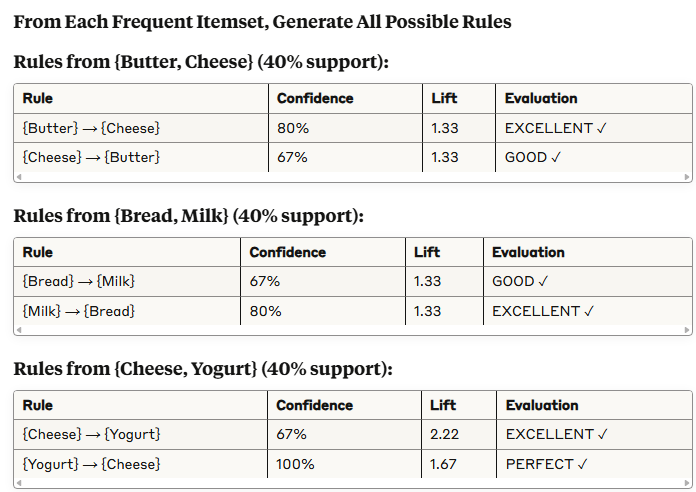 From Each Frequent Itemset, Generate All Possible Rules
Rules from {Butter, Cheese} (40% support):
Rule Confidence Lift Evaluation
{Butter} → {Cheese} 80% 1.33 EXCELLENT ✓
{Cheese} → {Butter} 67% 1.33 GOOD ✓
Rules from {Bread, Milk} (40% support):
Rule Confidence Lift Evaluation
{Bread} → {Milk} 67% 1.33 GOOD ✓
{Milk} → {Bread} 80% 1.33 EXCELLENT ✓
Rules from {Cheese, Yogurt} (40% support):
Rule Confidence Lift Evaluation
{Cheese} → {Yogurt} 67% 2.22 EXCELLENT ✓
{Yogurt} → {Cheese} 100% 1.67 PERFECT ✓